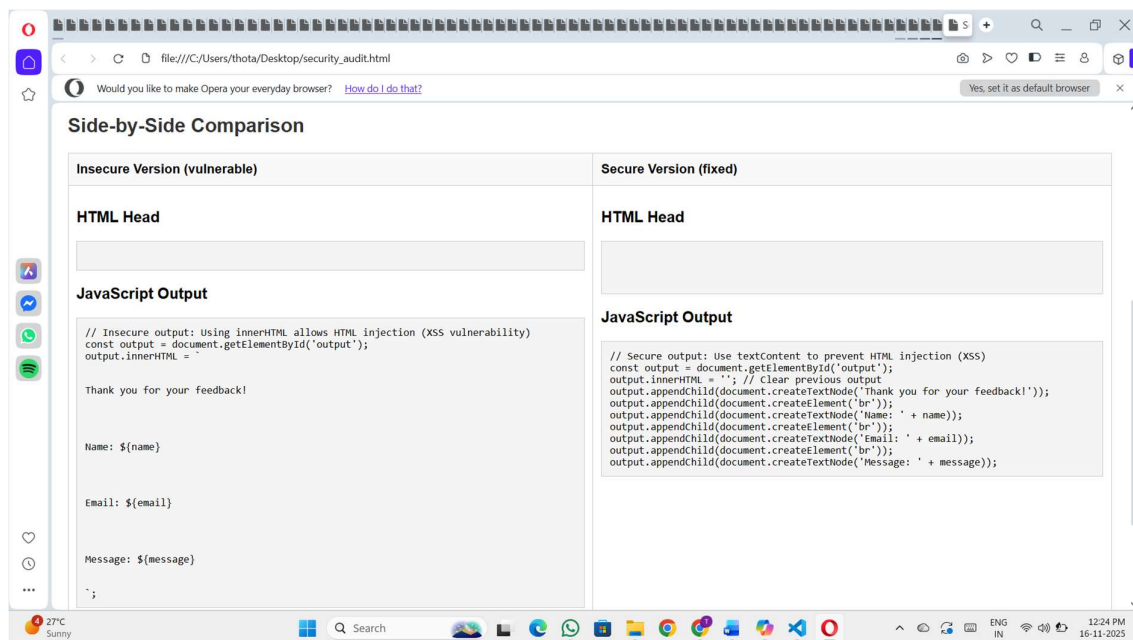 S
file:///C:/Users/thota/Desktop/security_audit.html
Would you like to make Opera your everyday browser? How do I do that?
Yes, set it as default browser
Side-by-Side Comparison
Insecure Version (vulnerable)
HTML Head
JavaScript Output
// Insecure output: Using innerHTML allows HTML injection (XSS vulnerability)
const output = document.getElementById('output');
output.innerHTML = `
Thank you for your feedback!
Name: ${name}
Email: ${email}
Message: ${message}
`;
Secure Version (fixed)
HTML Head
JavaScript Output
// Secure output: Use textContent to prevent HTML injection (XSS)
const output = document.getElementById('output');
output.innerHTML = ''; // Clear previous output
output.appendChild(document.createTextNode('Thank you for your feedback!'));
output.appendChild(document.createElement('br'));
output.appendChild(document.createTextNode('Name: ' + name));
output.appendChild(document.createElement('br'));
output.appendChild(document.createTextNode('Email: ' + email));
output.appendChild(document.createElement('br'));
output.appendChild(document.createTextNode('Message: ' + message));
4
27°C
Sunny
Search
T
ENG
IN
12:24 PM
16-11-2025